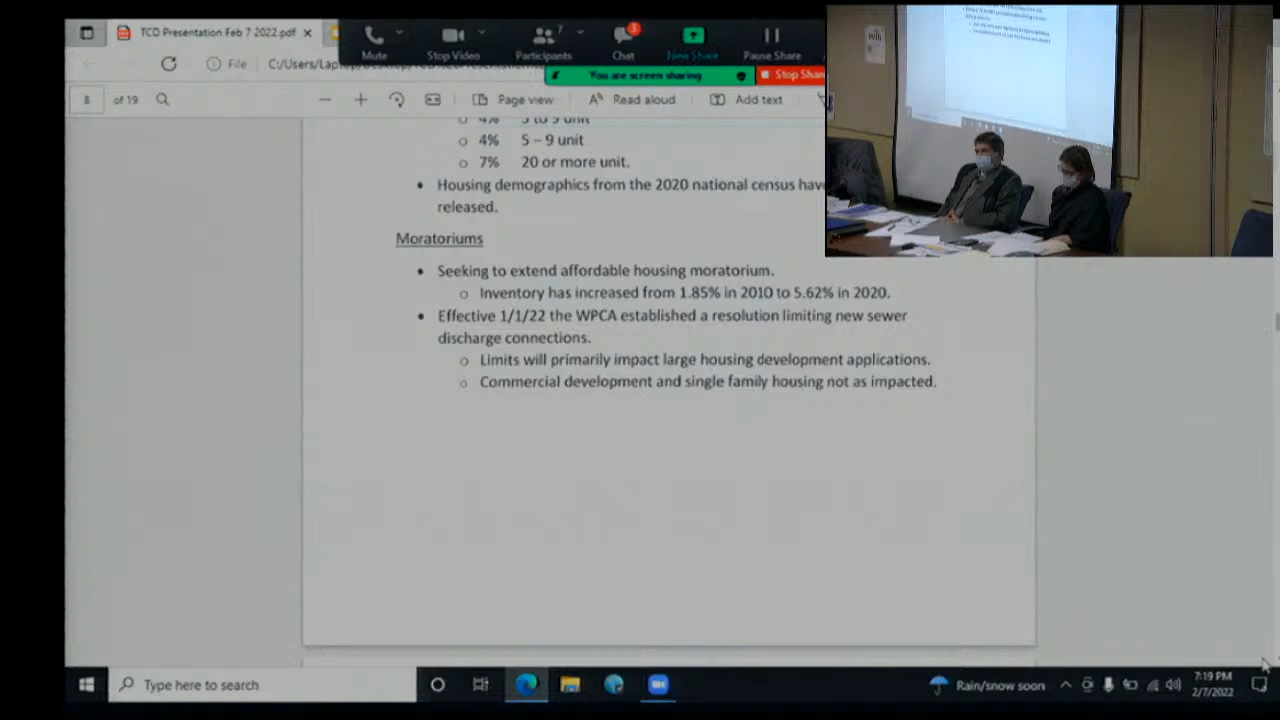 TCD Presentation Feb 7 2022.pdf
7
3
Mute
Stop Video
Participants
Chat
New Share
Pause Share
You are screen sharing
Stop Shar
File
8
of 19
Page view
Read aloud
Add text
4% 5 – 9 unit
7% 20 or more unit.
Housing demographics from the 2020 national census have
released.
Moratoriums
Seeking to extend affordable housing moratorium.
Inventory has increased from 1.85% in 2010 to 5.62% in 2020.
Effective 1/1/22 the WPCA established a resolution limiting new sewer
discharge connections.
Limits will primarily impact large housing development applications.
Commercial development and single family housing not as impacted.
Type here to search
Rain/snow soon
7:19 PM
2/7/2022